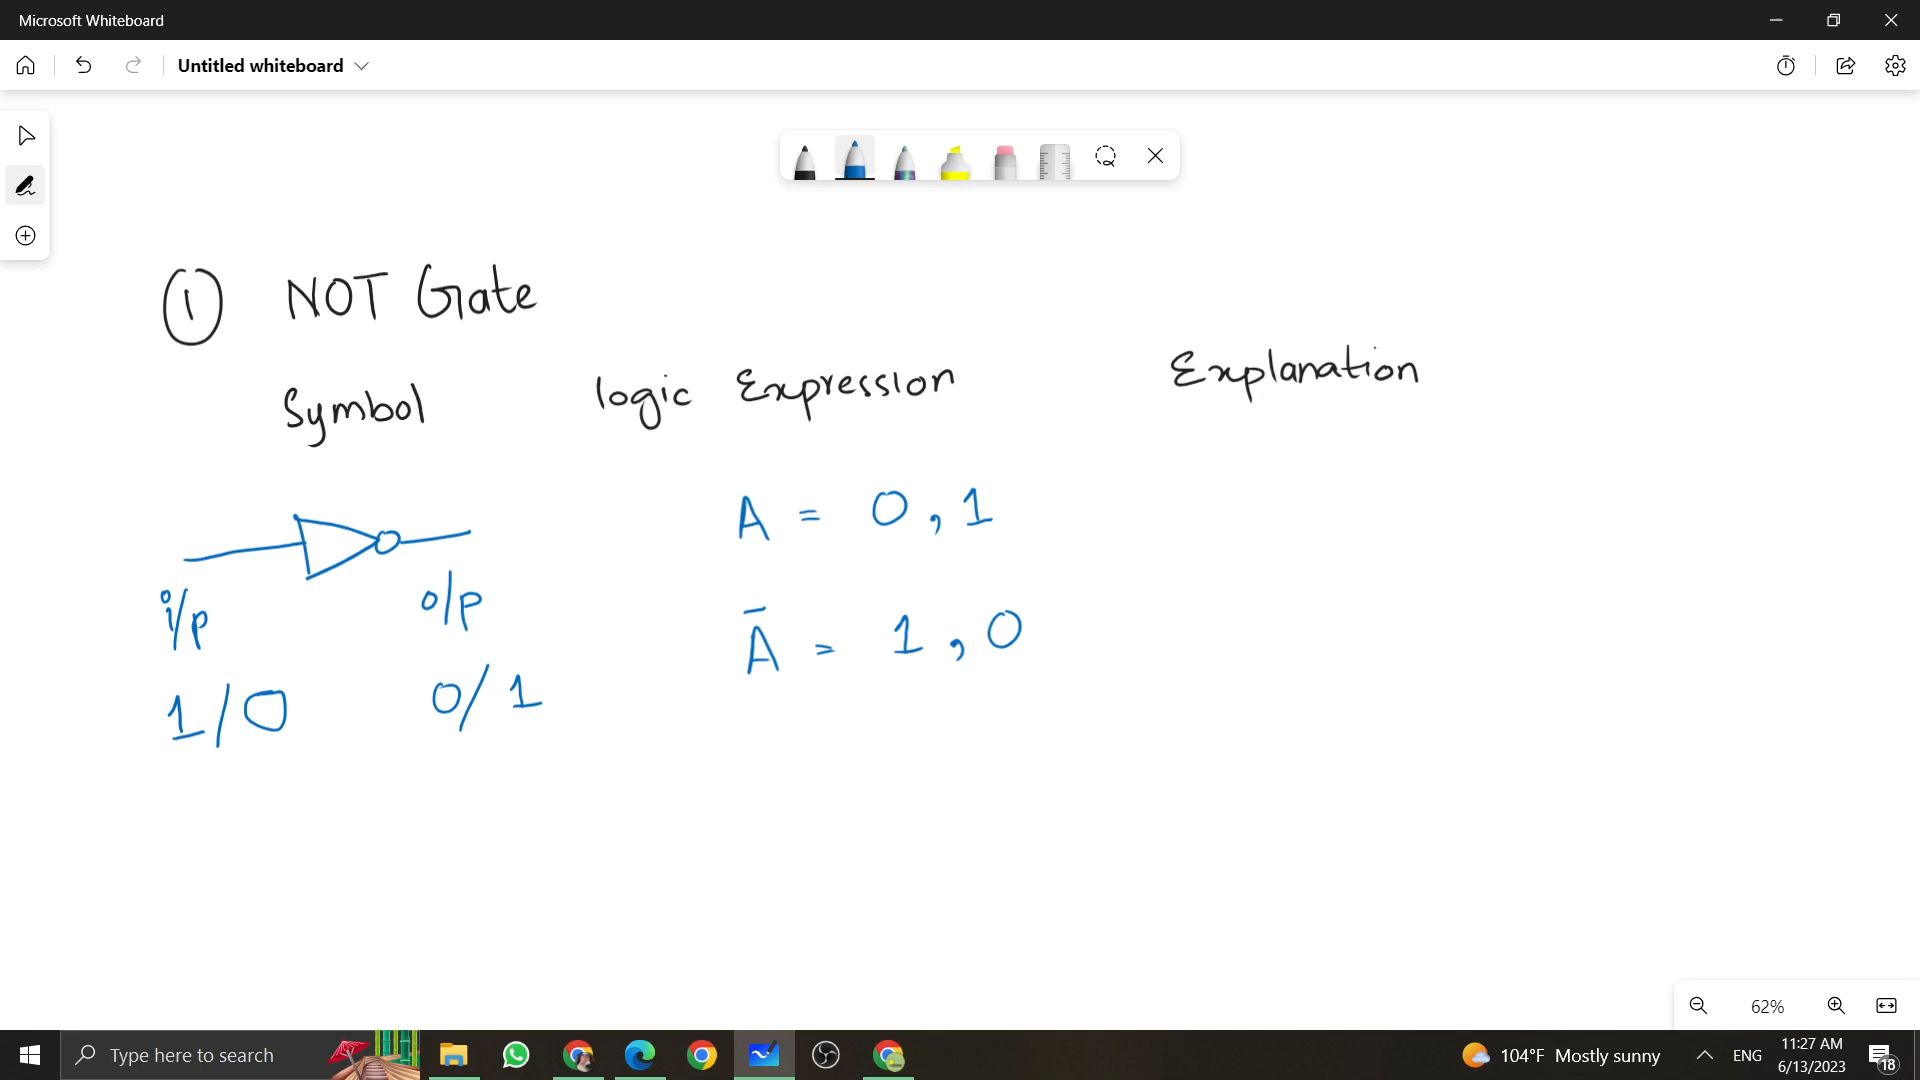 Microsoft Whiteboard
Untitled whiteboard
① NOT Gate
Symbol logic Expression Explanation
A = 0, 1
i/p o/p
Ā = 1, 0
1/0 0/1
62%
Type here to search
104°F Mostly sunny
ENG
11:27 AM
6/13/2023
18